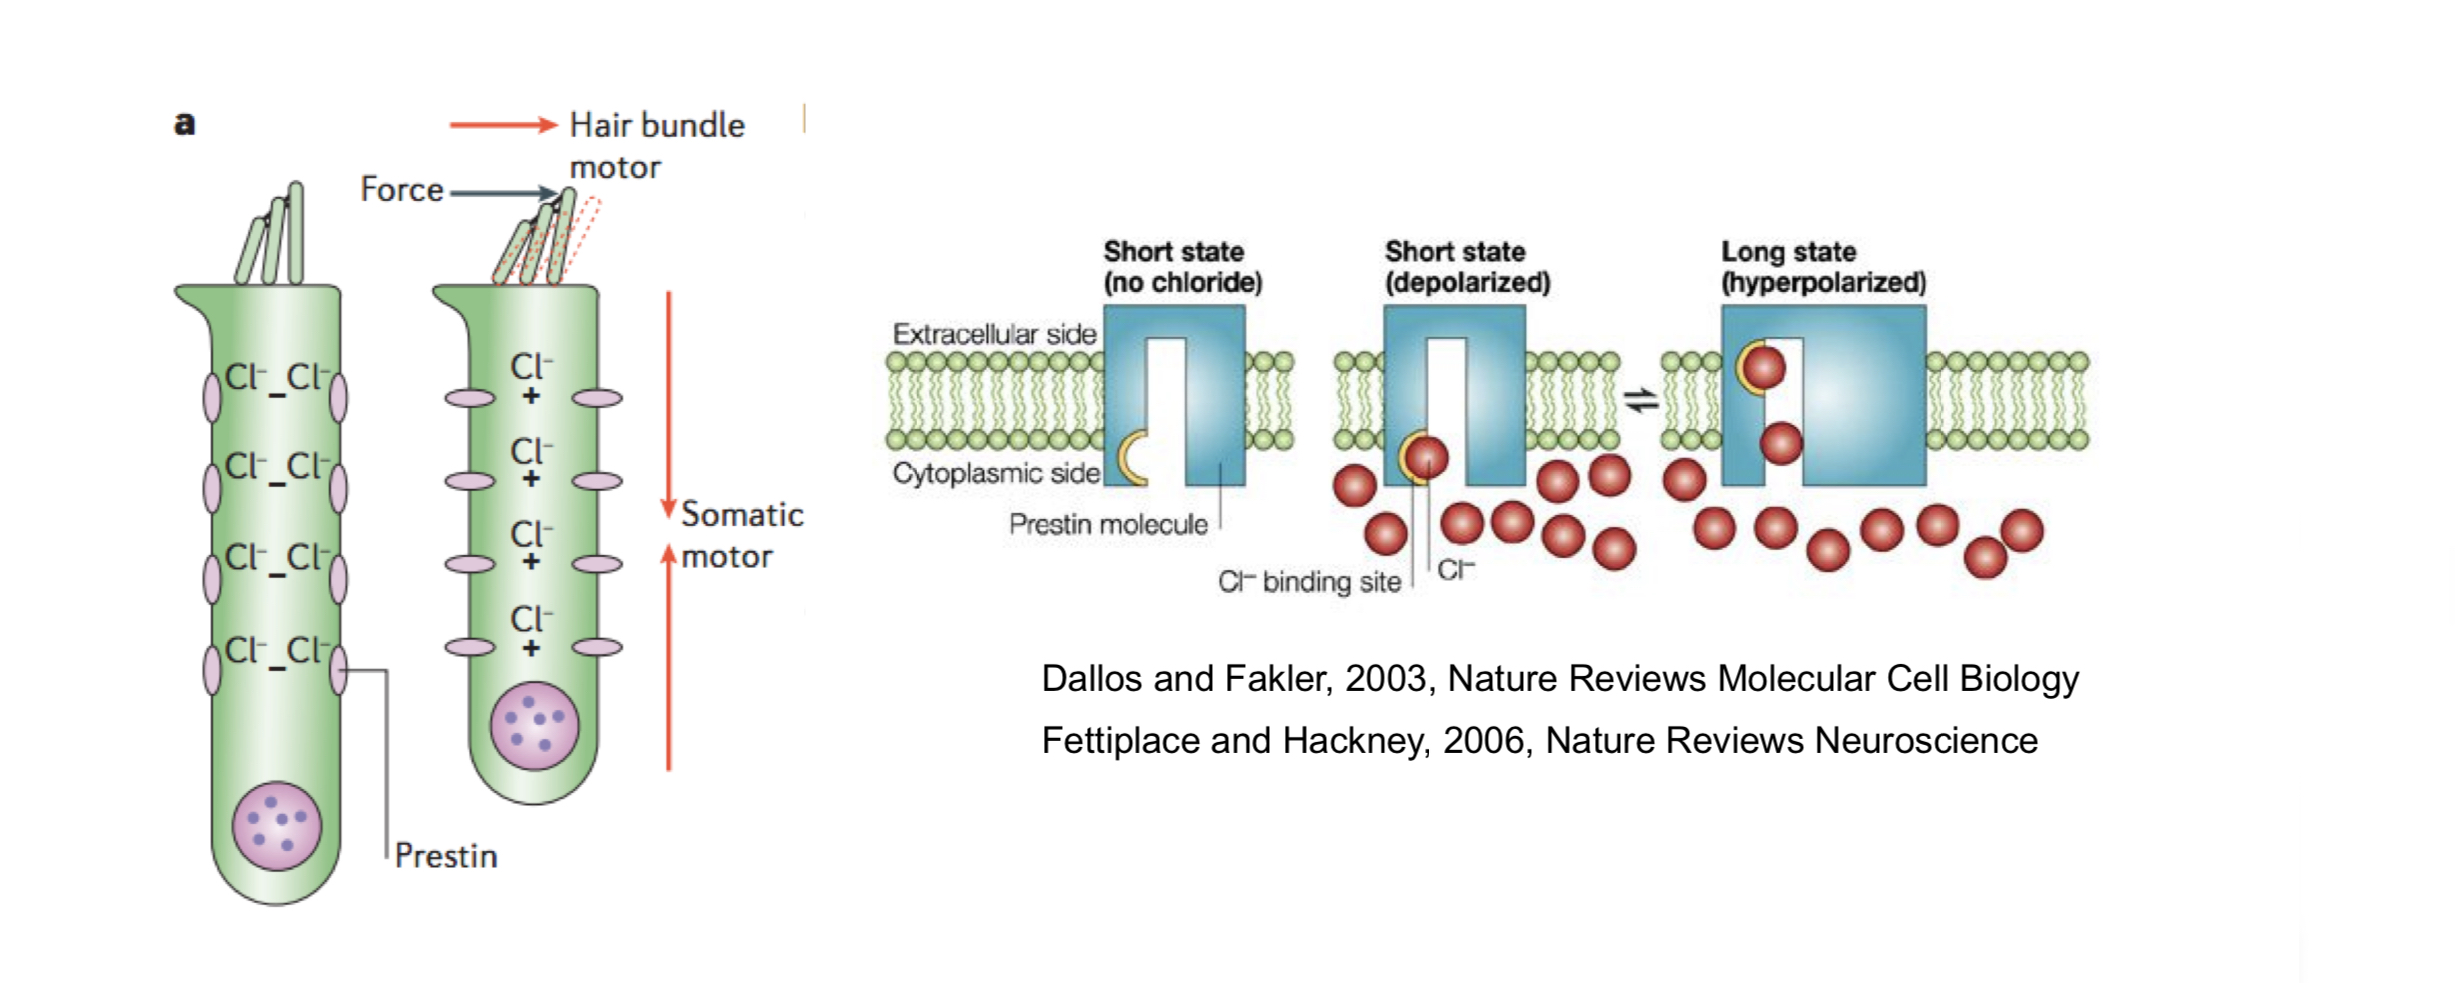 a
Hair bundle
motor
Force
Cl⁻ – Cl⁻
Cl⁻ – Cl⁻
Cl⁻ – Cl⁻
Cl⁻ – Cl⁻
Cl⁻
+
Cl⁻
+
Cl⁻
+
Cl⁻
+
Somatic
motor
Prestin
Short state
(no chloride)
Short state
(depolarized)
Long state
(hyperpolarized)
Extracellular side
Cytoplasmic side
Prestin molecule
Cl⁻ binding site
Cl⁻
Dallos and Fakler, 2003, Nature Reviews Molecular Cell Biology
Fettiplace and Hackney, 2006, Nature Reviews Neuroscience